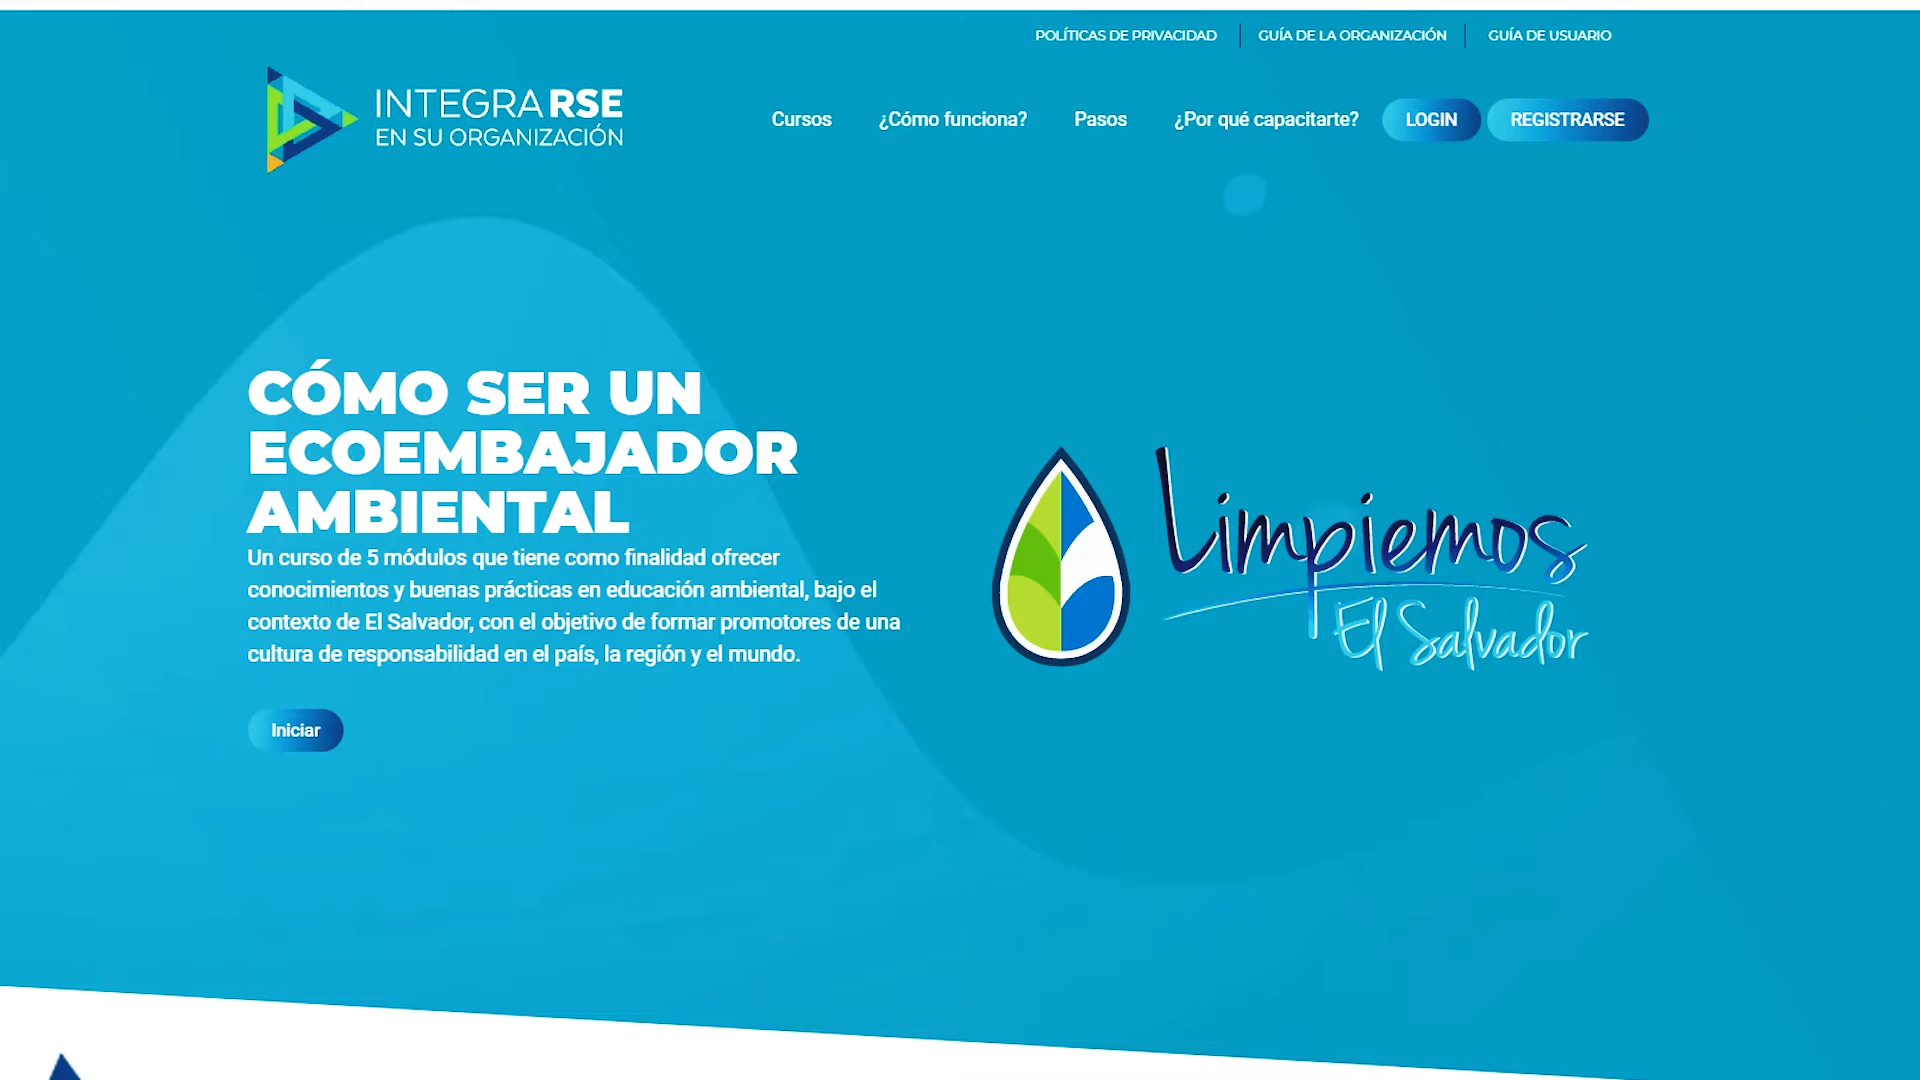 POLÍTICAS DE PRIVACIDAD
GUÍA DE LA ORGANIZACIÓN
GUÍA DE USUARIO
INTEGRARSE
EN SU ORGANIZACIÓN
Cursos
¿Cómo funciona?
Pasos
¿Por qué capacitarte?
LOGIN
REGISTRARSE
CÓMO SER UN
ECOEMBAJADOR
AMBIENTAL
Un curso de 5 módulos que tiene como finalidad ofrecer
conocimientos y buenas prácticas en educación ambiental, bajo el
contexto de El Salvador, con el objetivo de formar promotores de una
cultura de responsabilidad en el país, la región y el mundo.
Iniciar
Limpiemos
El Salvador